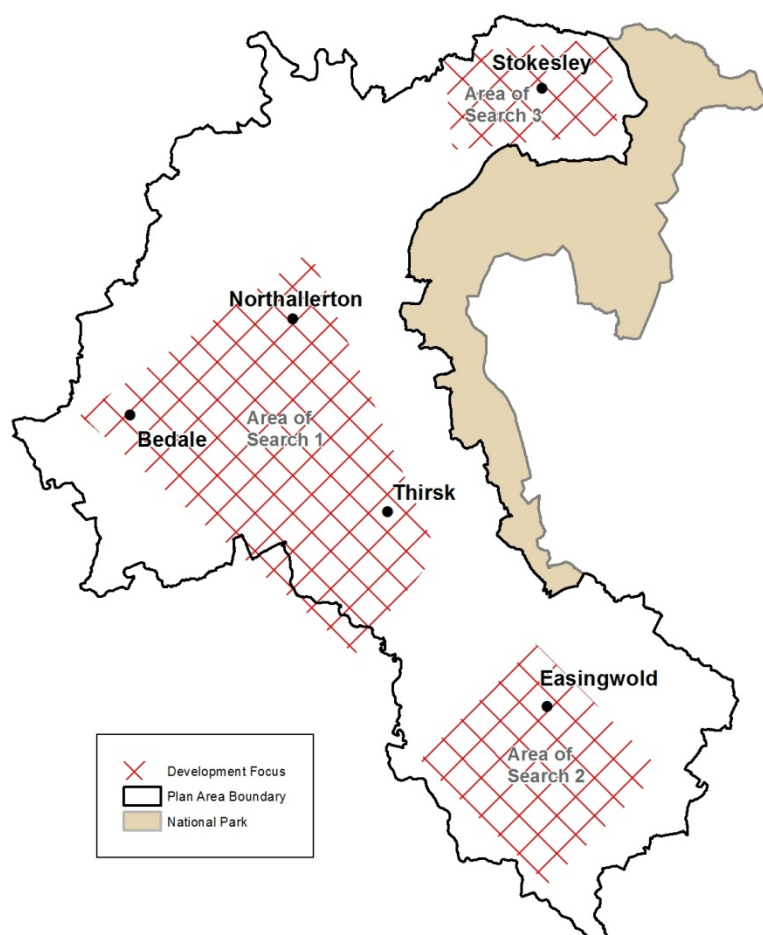 Stokesley
Area of
Search 3
Northallerton
Area of
Search 1
Bedale
Thirsk
Easingwold
Area of
Search 2
Development Focus
Plan Area Boundary
National Park